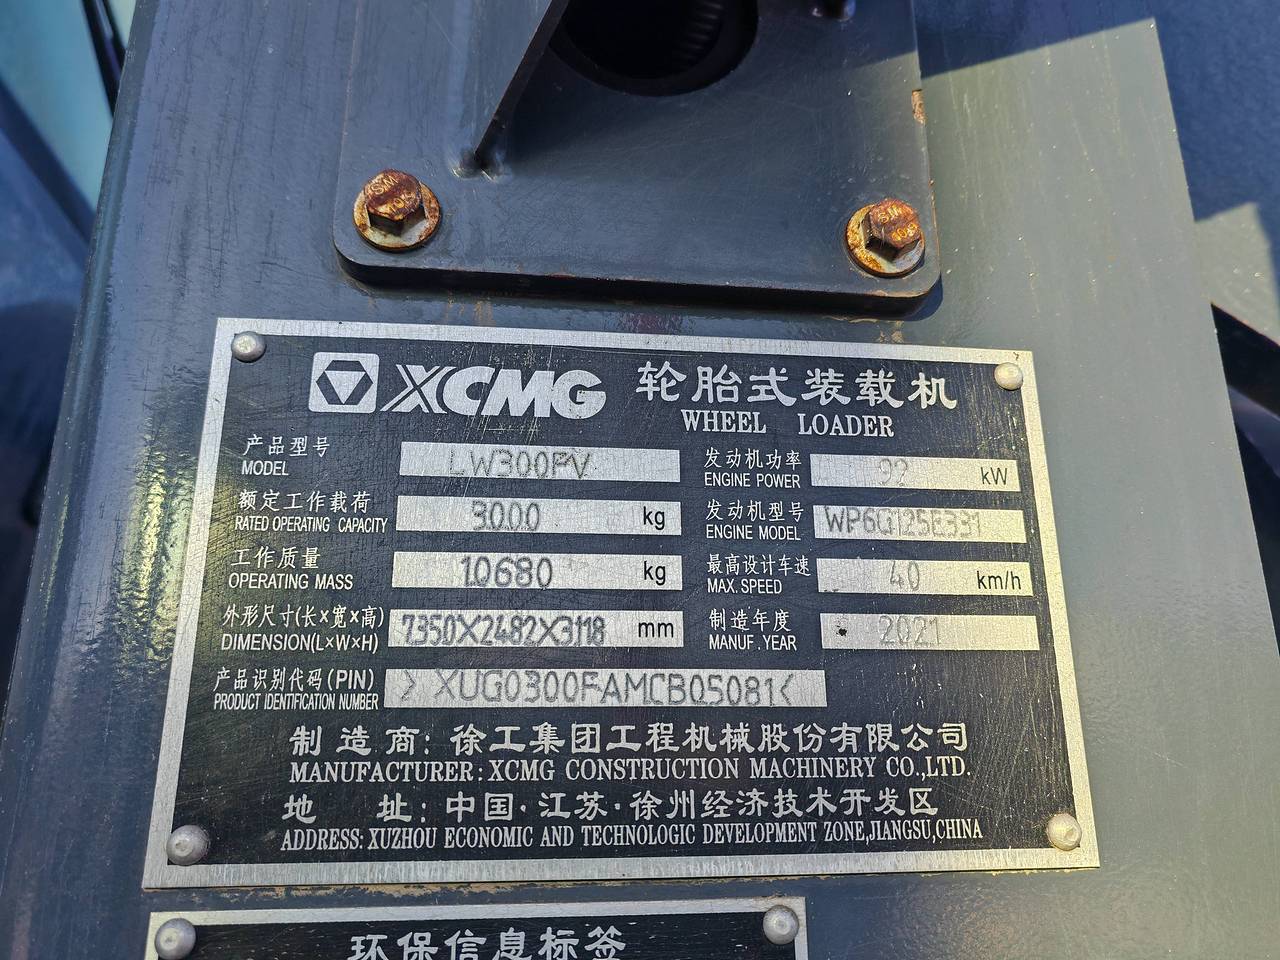 XCMG 轮胎式装载机
WHEEL LOADER
产品型号
MODEL
LW300FV
发动机功率
ENGINE POWER
92 kW
额定工作载荷
RATED OPERATING CAPACITY
3000 kg
发动机型号
ENGINE MODEL
WP6G125E331
工作质量
OPERATING MASS
10680 kg
最高设计车速
MAX. SPEED
40 km/h
外形尺寸(长×宽×高)
DIMENSION(L×W×H)
7350X2482X3118 mm
制造年度
MANUF.YEAR
2021
产品识别代码(PIN)
PRODUCT IDENTIFICATION NUMBER
> XUG0300FAMCB05081<
制造商:徐工集团工程机械股份有限公司
MANUFACTURER:XCMG CONSTRUCTION MACHINERY CO.,LTD.
地 址:中国·江苏·徐州经济技术开发区
ADDRESS: XUZHOU ECONOMIC AND TECHNOLOGIC DEVELOPMENT ZONE,JIANGSU,CHINA
环保信息标签